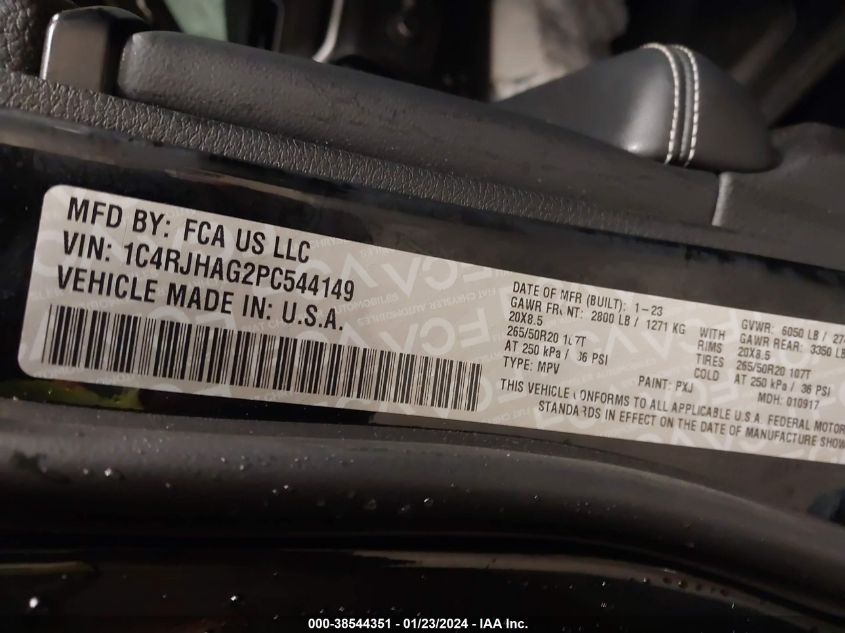 MFD BY: FCA US LLC
VIN: 1C4RJHAG2PC544149
VEHICLE MADE IN: U.S.A.
DATE OF MFR (BUILT): 1-23
GAWR FRONT: 2800 LB / 1271 KG WITH
20X8.5 RIMS
265/50R20 107T TIRES
AT 250 kPa / 36 PSI COLD
TYPE: MPV
GVWR: 6050 LB /
GAWR REAR: 3350 LB
20X8.5
265/50R20 107T
AT 250 kPa / 36 PSI
PAINT: PXJ MDH: 010917
THIS VEHICLE CONFORMS TO ALL APPLICABLE U.S.A. FEDERAL MOTOR
STANDARDS IN EFFECT ON THE DATE OF MANUFACTURE SHOW
000-38544351 - 01/23/2024 - IAA Inc.